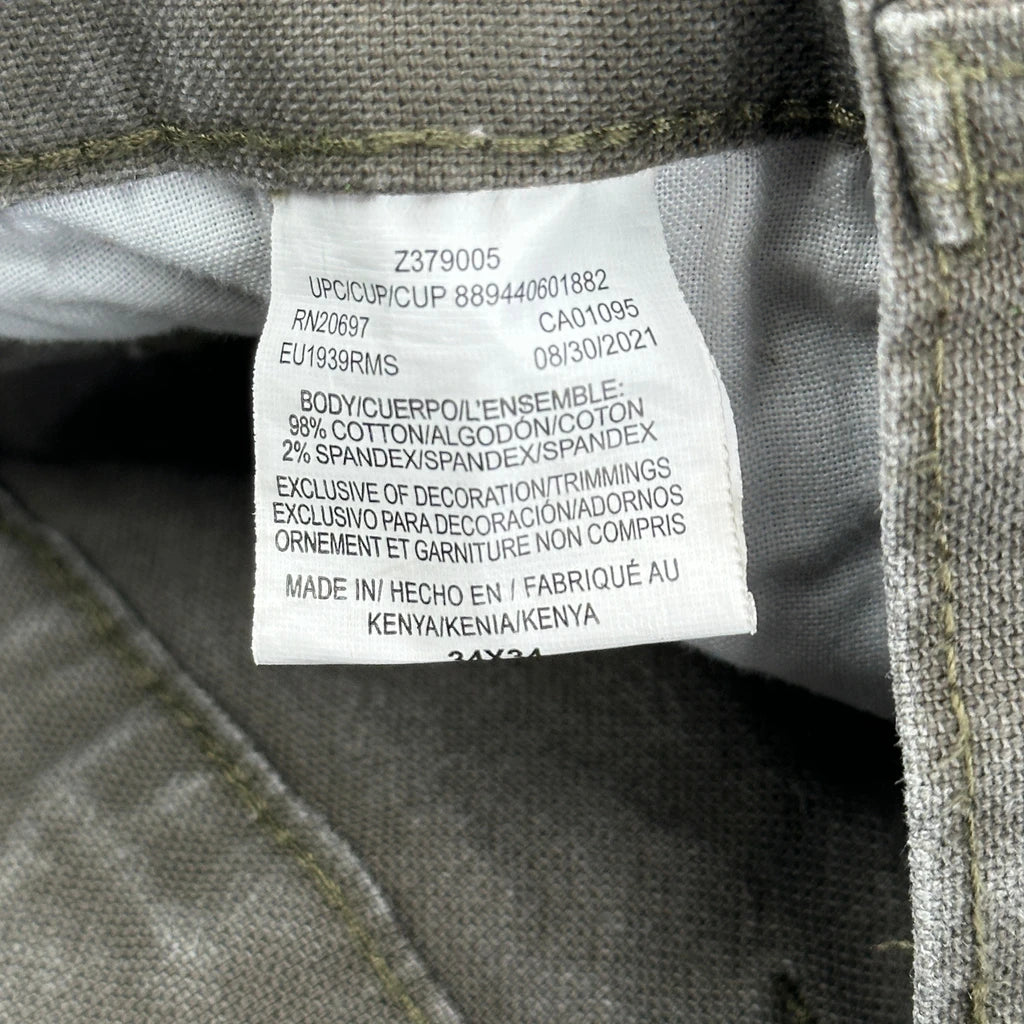 Z379005
UPC/CUP/CUP 889440601882
RN20697 CA01095
EU1939RMS 08/30/2021
BODY/CUERPO/L'ENSEMBLE:
98% COTTON/ALGODÓN/COTON
2% SPANDEX/SPANDEX/SPANDEX
EXCLUSIVE OF DECORATION/TRIMMINGS
EXCLUSIVO PARA DECORACIÓN/ADORNOS
ORNEMENT ET GARNITURE NON COMPRIS
MADE IN/ HECHO EN / FABRIQUÉ AU
KENYA/KENIA/KENYA
34X34